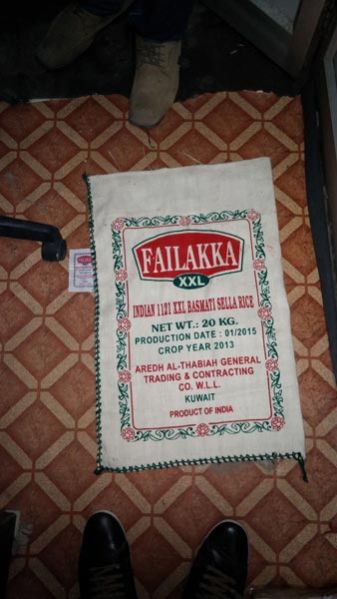 FAILAKKA
XXL
INDIAN 1121 XXL BASMATI SELLA RICE
NET WT.: 20 KG.
PRODUCTION DATE : 01/2015
CROP YEAR 2013
AREDH AL-THABIAH GENERAL
TRADING & CONTRACTING
CO. W.L.L.
KUWAIT
PRODUCT OF INDIA